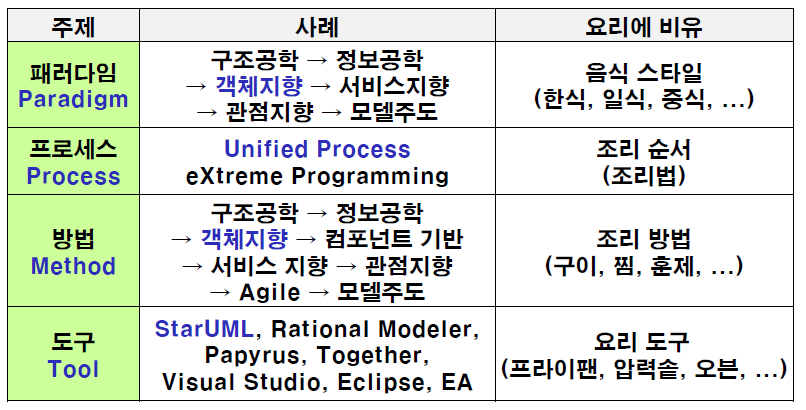 주제
사례
요리에 비유
패러다임
Paradigm
구조공학 → 정보공학
→ 객체지향 → 서비스지향
→ 관점지향 → 모델주도
음식 스타일
(한식, 일식, 중식, ...)
프로세스
Process
Unified Process
eXtreme Programming
조리 순서
(조리법)
방법
Method
구조공학 → 정보공학
→ 객체지향 → 컴포넌트 기반
→ 서비스 지향 → 관점지향
→ Agile → 모델주도
조리 방법
(구이, 찜, 훈제, ...)
도구
Tool
StarUML, Rational Modeler,
Papyrus, Together,
Visual Studio, Eclipse, EA
요리 도구
(프라이팬, 압력솥, 오븐, ...)